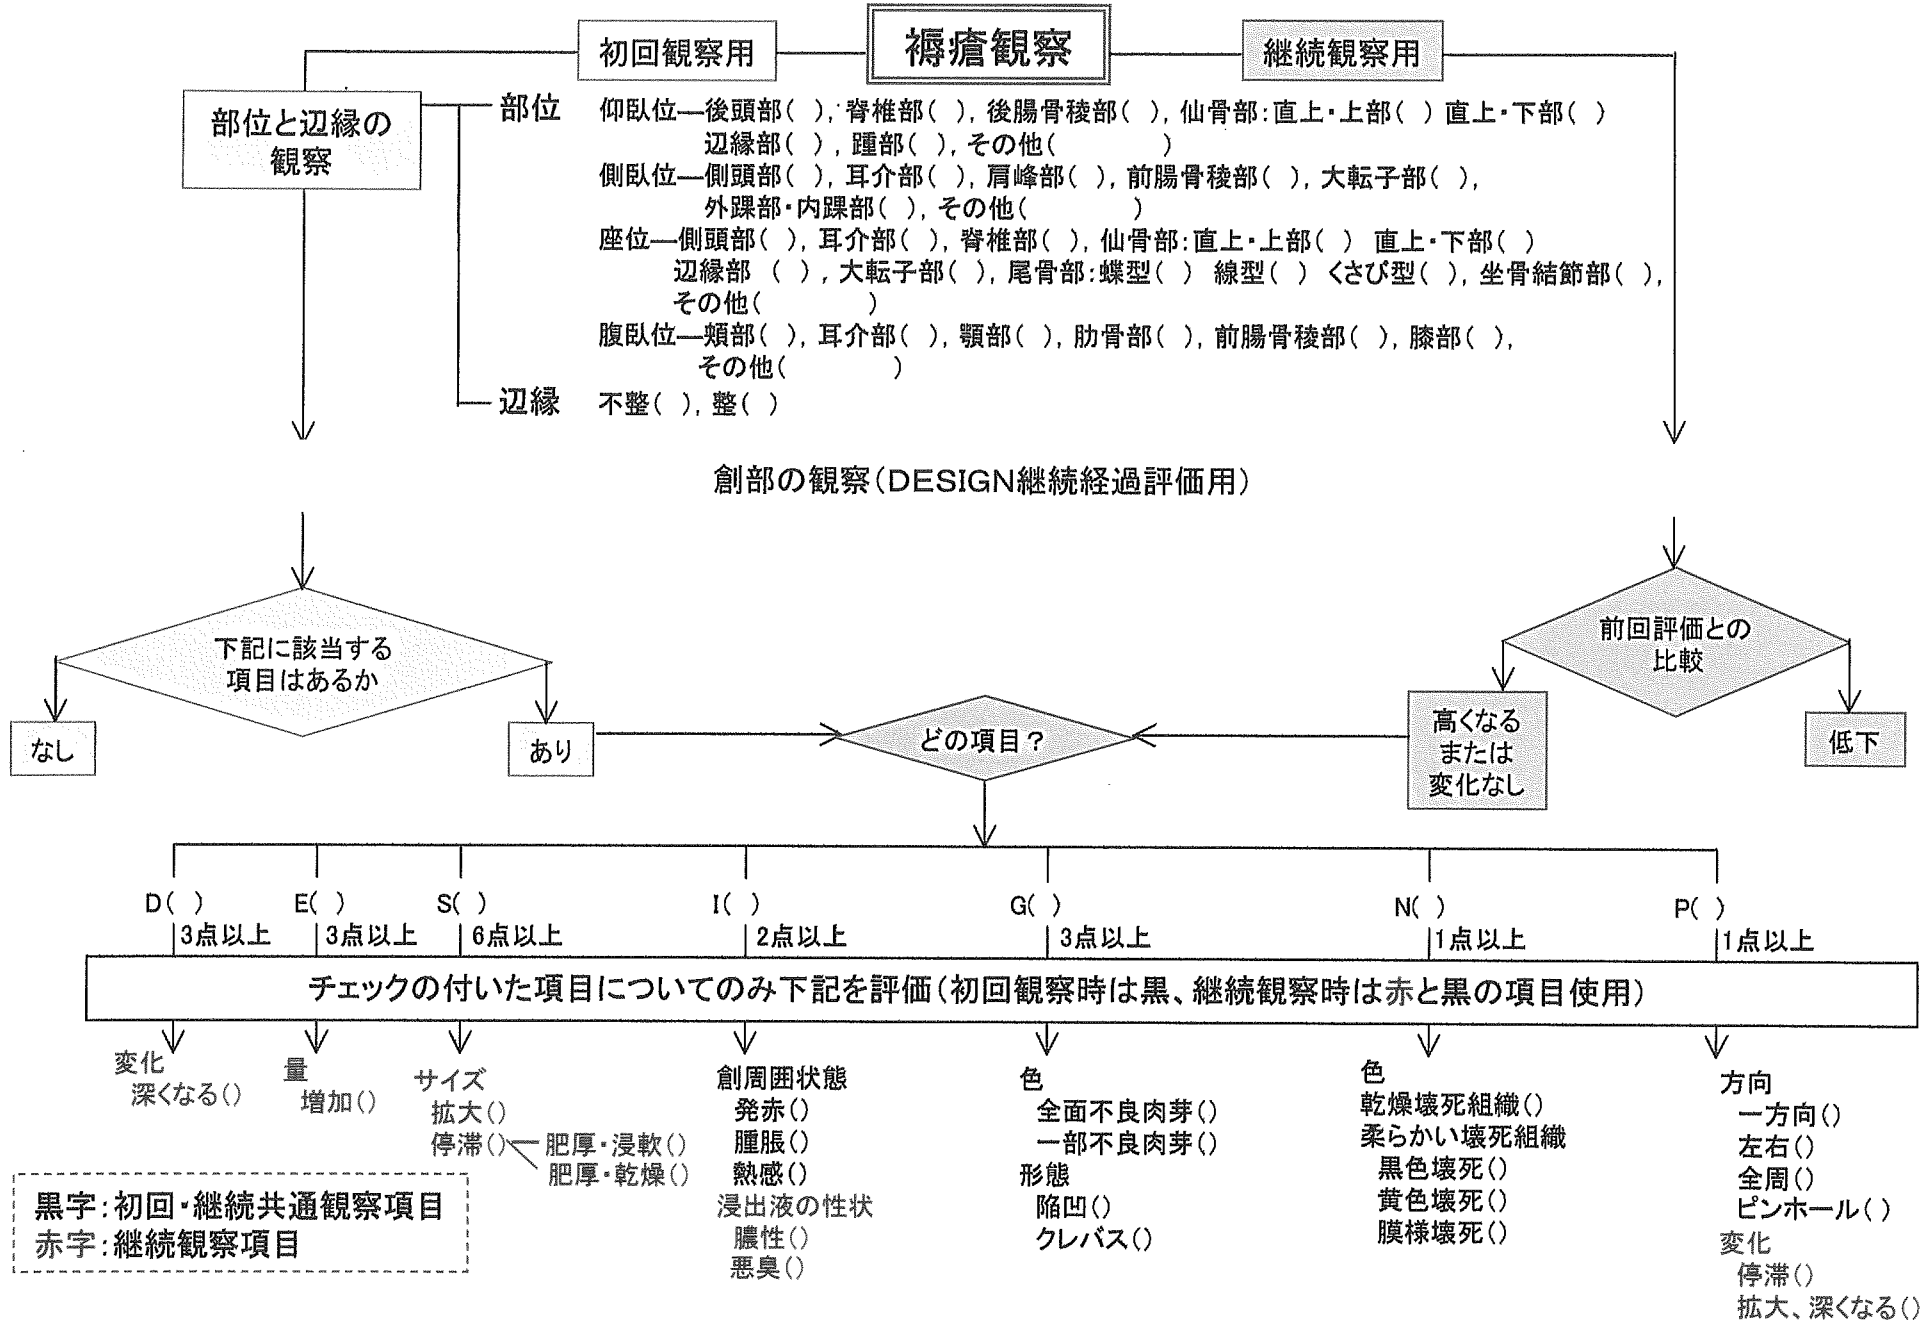 初回観察用
褥瘡観察
継続観察用
部位と辺縁の
観察
部位
仰臥位―後頭部( ), 脊椎部( ), 後腸骨稜部( ), 仙骨部:直上・上部( ) 直上・下部( )
辺縁部( ), 踵部( ), その他( )
側臥位―側頭部( ), 耳介部( ), 肩峰部( ), 前腸骨稜部( ), 大転子部( ),
外踝部・内踝部( ), その他( )
座位―側頭部( ), 耳介部( ), 脊椎部( ), 仙骨部:直上・上部( ) 直上・下部( )
辺縁部 ( ), 大転子部( ), 尾骨部:蝶型( ) 線型( ) くさび型( ), 坐骨結節部( ),
その他( )
腹臥位―頬部( ), 耳介部( ), 顎部( ), 肋骨部( ), 前腸骨稜部( ), 膝部( ),
その他( )
辺縁
不整( ), 整( )
創部の観察(DESIGN継続経過評価用)
下記に該当する
項目はあるか
なし
あり
どの項目?
前回評価との
比較
高くなる
または
変化なし
低下
D( )
3点以上
E( )
3点以上
S( )
6点以上
I( )
2点以上
G( )
3点以上
N( )
1点以上
P( )
1点以上
チェックの付いた項目についてのみ下記を評価(初回観察時は黒、継続観察時は赤と黒の項目使用)
変化
深くなる()
量
増加()
サイズ
拡大()
停滞()
肥厚・浸軟()
肥厚・乾燥()
創周囲状態
発赤()
腫脹()
熱感()
浸出液の性状
膿性()
悪臭()
色
全面不良肉芽()
一部不良肉芽()
形態
陥凹()
クレバス()
色
乾燥壊死組織()
柔らかい壊死組織
黒色壊死()
黄色壊死()
膜様壊死()
方向
一方向()
左右()
全周()
ピンホール()
変化
停滞()
拡大、深くなる()
黒字:初回・継続共通観察項目
赤字:継続観察項目